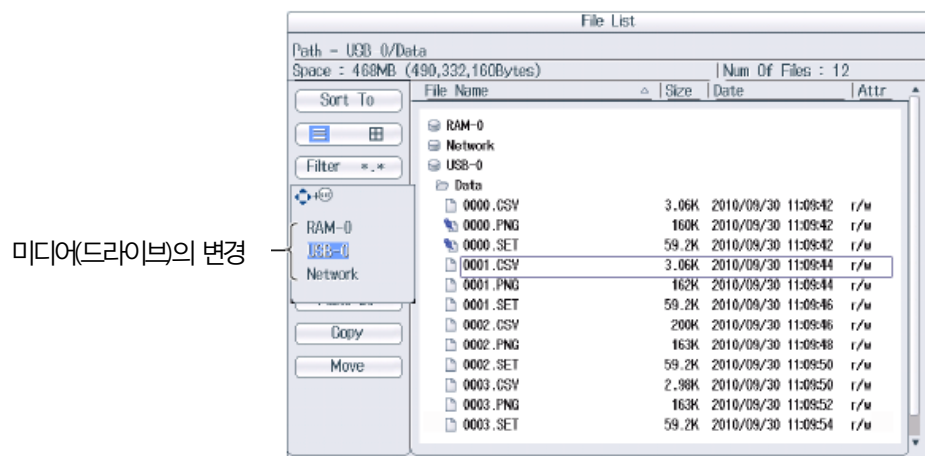 File List
Path - USB 0/Data
Space : 468MB (490,332,160Bytes) Num Of Files : 12
File Name Size Date Attr
Sort To
Filter *.*
RAM-0
USB-0
Network
Copy
Move
미디어(드라이브)의 변경
RAM-0
Network
USB-0
Data
0000.CSV 3.06K 2010/09/30 11:09:42 r/w
0000.PNG 160K 2010/09/30 11:09:42 r/w
0000.SET 59.2K 2010/09/30 11:09:42 r/w
0001.CSV 3.06K 2010/09/30 11:09:44 r/w
0001.PNG 162K 2010/09/30 11:09:44 r/w
0001.SET 59.2K 2010/09/30 11:09:46 r/w
0002.CSV 200K 2010/09/30 11:09:46 r/w
0002.PNG 163K 2010/09/30 11:09:48 r/w
0002.SET 59.2K 2010/09/30 11:09:50 r/w
0003.CSV 2.98K 2010/09/30 11:09:50 r/w
0003.PNG 163K 2010/09/30 11:09:52 r/w
0003.SET 59.2K 2010/09/30 11:09:54 r/w